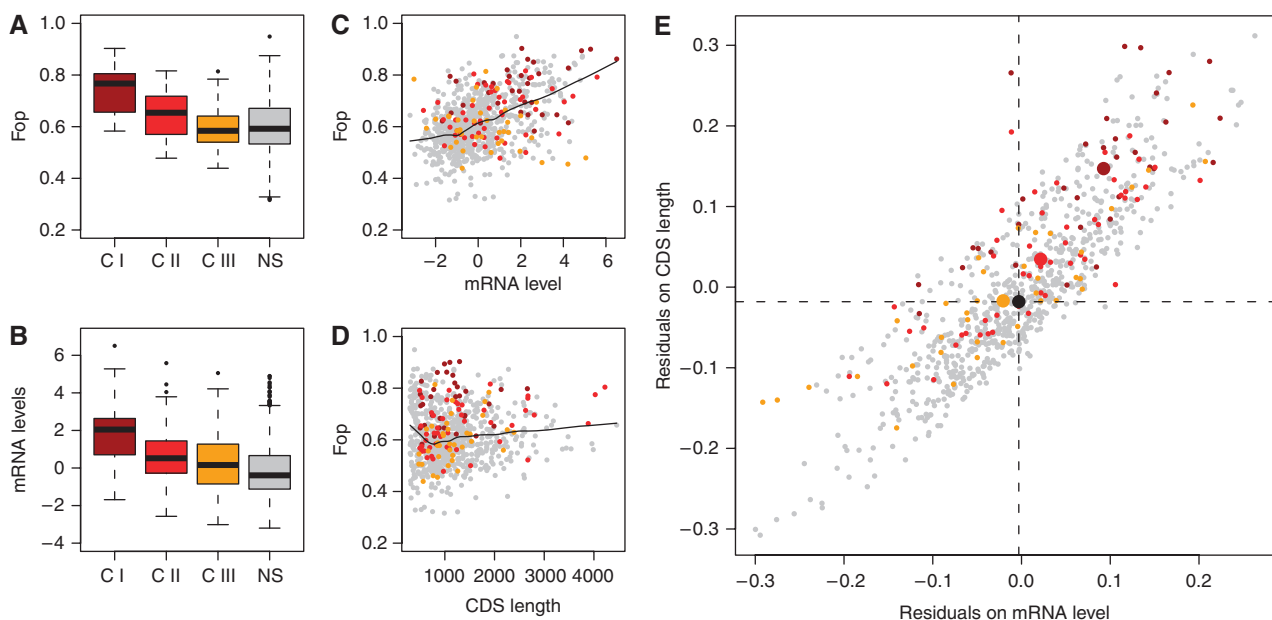 A
Fop
1.0
0.8
0.6
0.4
0.2
C I C II C III NS
B
mRNA levels
6
4
2
0
−2
−4
C I C II C III NS
C
Fop
1.0
0.8
0.6
0.4
0.2
−2 0 2 4 6
mRNA level
D
Fop
1.0
0.8
0.6
0.4
0.2
1000 2000 3000 4000
CDS length
E
Residuals on CDS length
0.3
0.2
0.1
0.0
−0.1
−0.2
−0.3
−0.3 −0.2 −0.1 0.0 0.1 0.2
Residuals on mRNA level